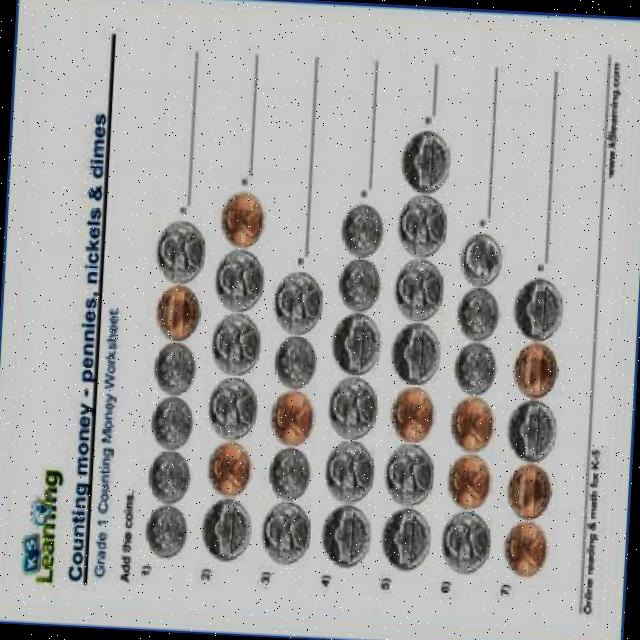 K5 Learning
Counting money - pennies, nickels & dimes
Grade 1 Counting Money Worksheet
Add the coins.
1) =
2) =
3) =
4) =
5) =
6) =
7) =
Online reading & math for K-5
www.k5learning.com